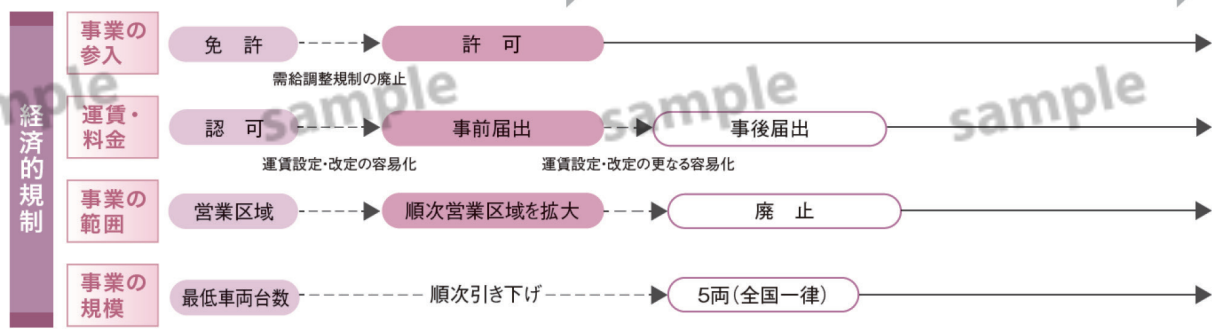 経済的規制
事業の
参入
免 許
許 可
需給調整規制の廃止
sample
sample
sample
mple
運賃・
料金
認 可
事前届出
事後届出
運賃設定・改定の容易化
運賃設定・改定の更なる容易化
事業の
範囲
営業区域
順次営業区域を拡大
廃 止
事業の
規模
最低車両台数
順次引き下げ
5両(全国一律)